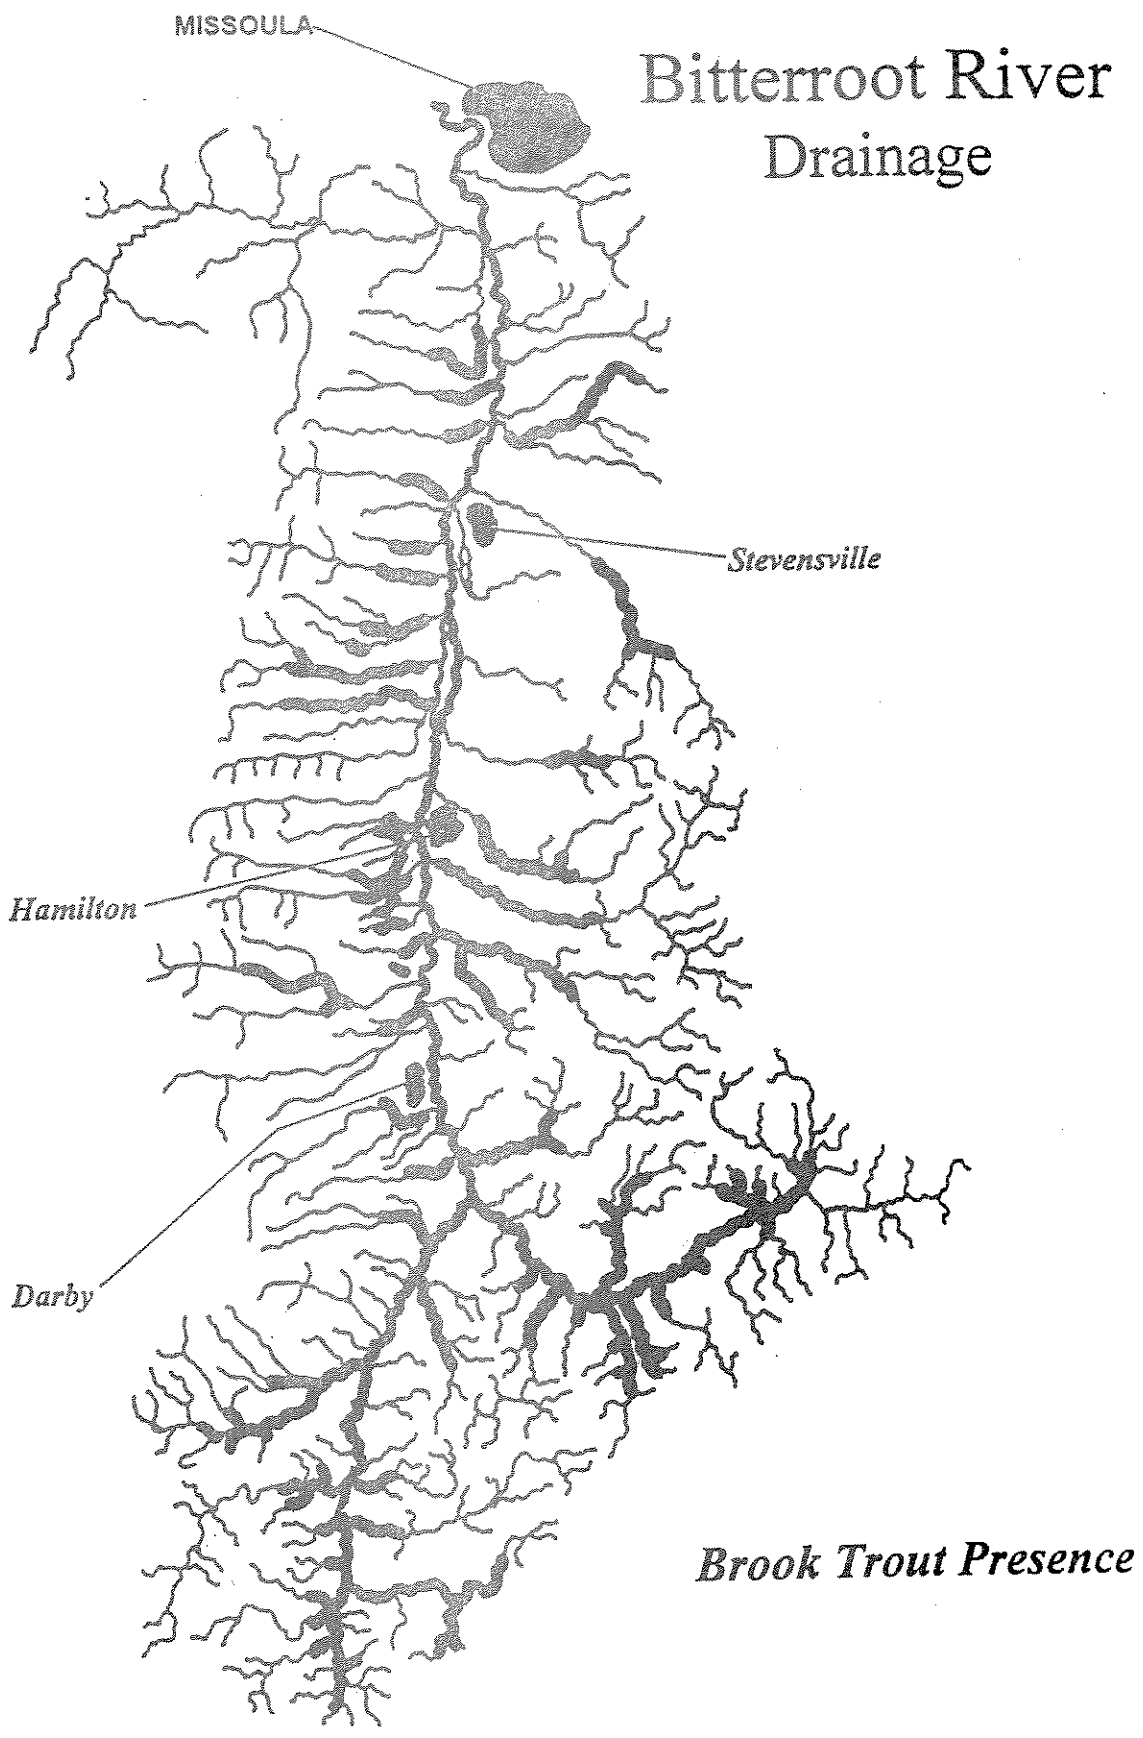 MISSOULA
Bitterroot River
Drainage
Stevensville
Hamilton
Darby
Brook Trout Presence